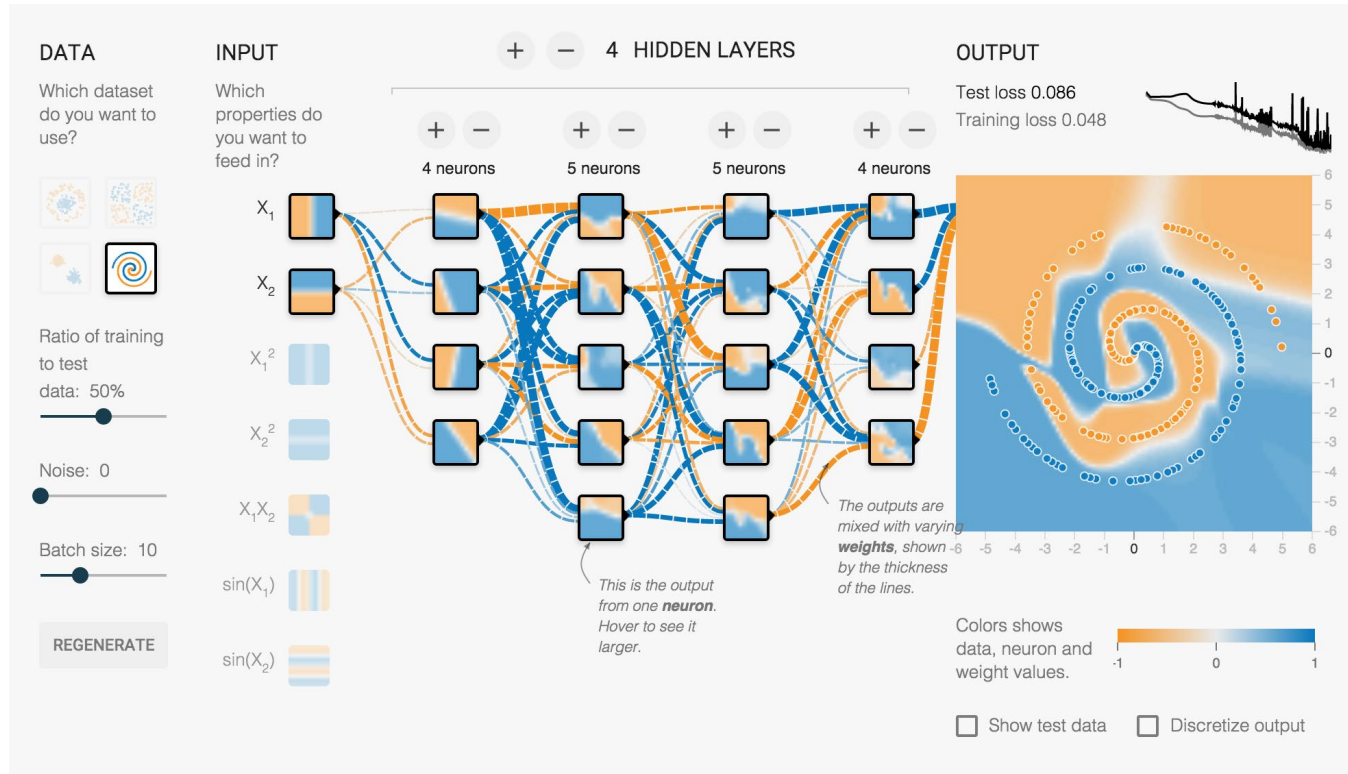 DATA
Which dataset
do you want to
use?
Ratio of training
to test
data: 50%
Noise: 0
Batch size: 10
REGENERATE
INPUT
Which
properties do
you want to
feed in?
X1
X2
X1²
X2²
X1X2
sin(X1)
sin(X2)
+ − 4 HIDDEN LAYERS
+ − + − + − + −
4 neurons 5 neurons 5 neurons 4 neurons
This is the output
from one neuron.
Hover to see it
larger.
The outputs are
mixed with varying
weights, shown
by the thickness
of the lines.
OUTPUT
Test loss 0.086
Training loss 0.048
6
5
4
3
2
1
0
-1
-2
-3
-4
-5
-6
-6 -5 -4 -3 -2 -1 0 1 2 3 4 5 6
Colors shows
data, neuron and
weight values.
-1 0 1
Show test data Discretize output